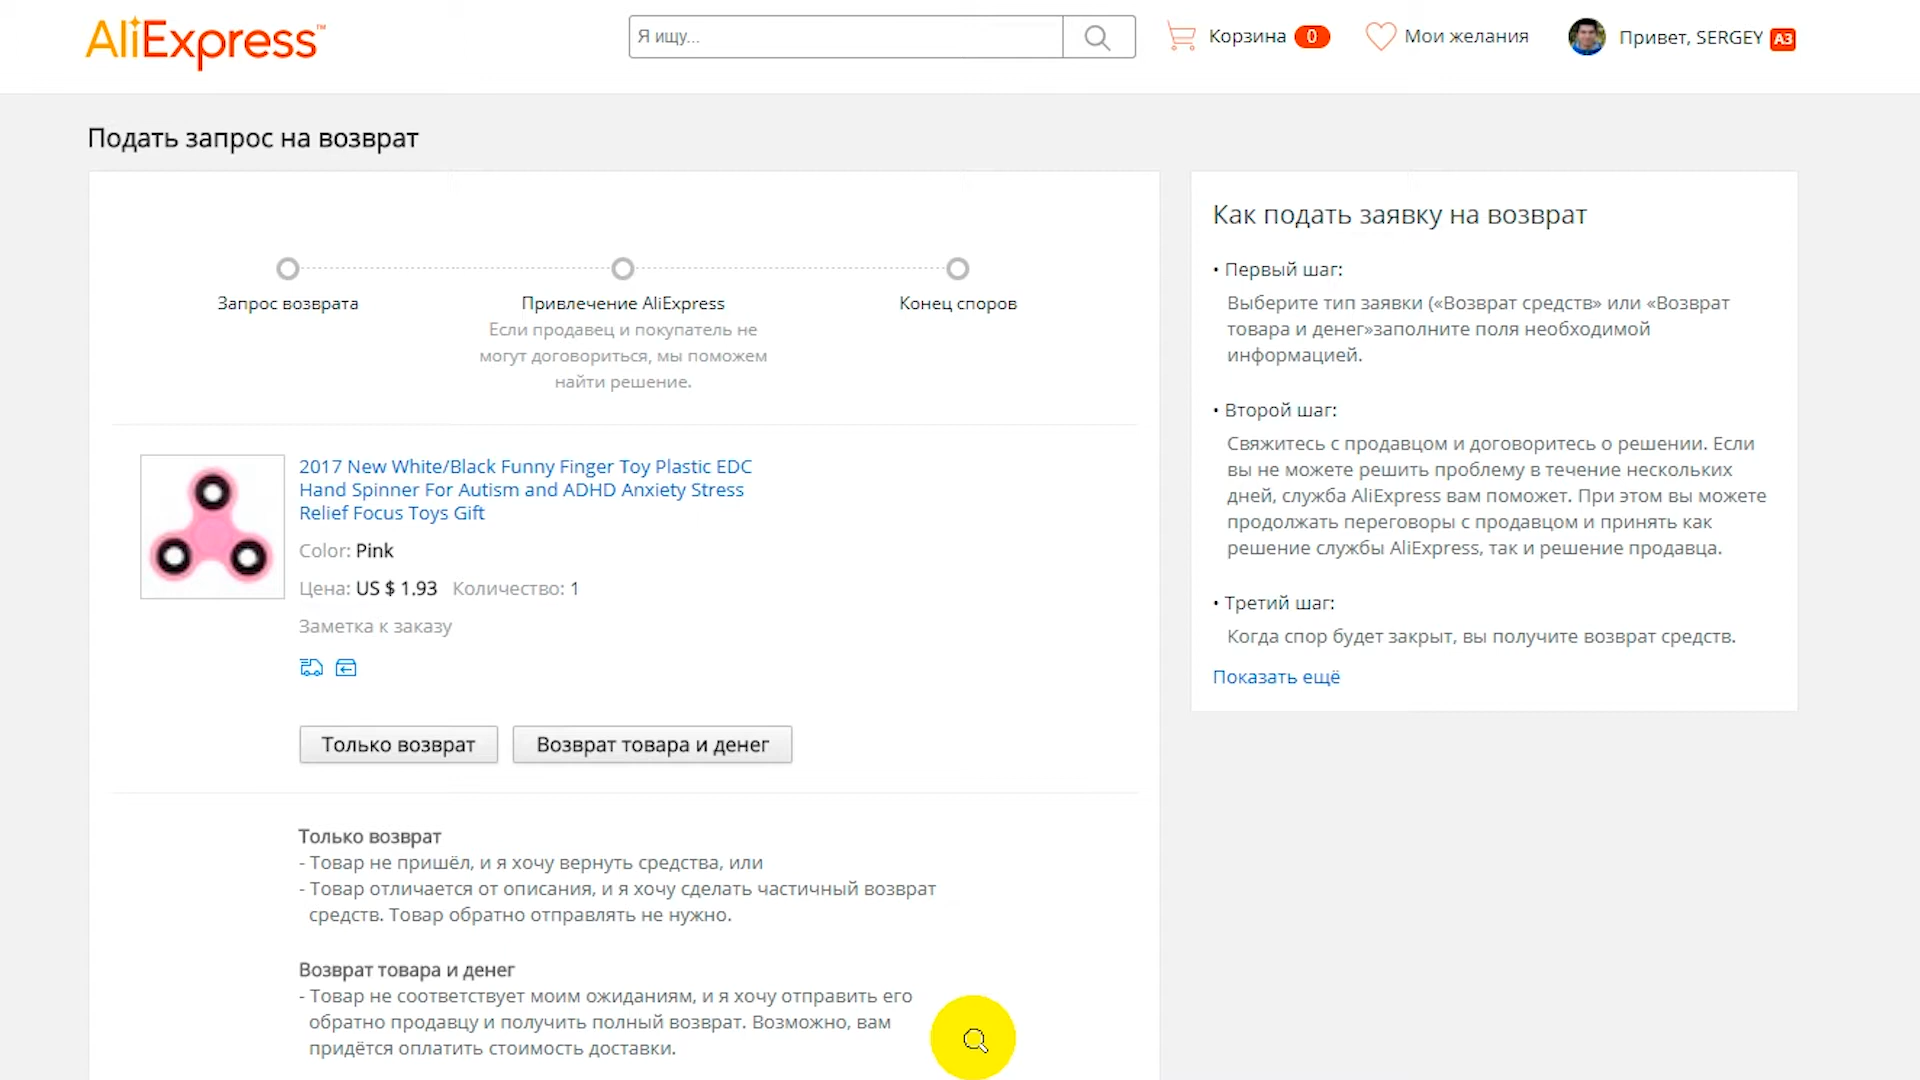 AliExpress™
Я ищу...
Корзина 0
Мои желания
Привет, SERGEY A3
Подать запрос на возврат
Запрос возврата
Привлечение AliExpress
Если продавец и покупатель не
могут договориться, мы поможем
найти решение.
Конец споров
2017 New White/Black Funny Finger Toy Plastic EDC
Hand Spinner For Autism and ADHD Anxiety Stress
Relief Focus Toys Gift
Color: Pink
Цена: US $ 1.93 Количество: 1
Заметка к заказу
Только возврат
Возврат товара и денег
Только возврат
- Товар не пришёл, и я хочу вернуть средства, или
- Товар отличается от описания, и я хочу сделать частичный возврат
средств. Товар обратно отправлять не нужно.
Возврат товара и денег
- Товар не соответствует моим ожиданиям, и я хочу отправить его
обратно продавцу и получить полный возврат. Возможно, вам
придётся оплатить стоимость доставки.
Как подать заявку на возврат
• Первый шаг:
Выберите тип заявки («Возврат средств» или «Возврат
товара и денег»заполните поля необходимой
информацией.
• Второй шаг:
Свяжитесь с продавцом и договоритесь о решении. Если
вы не можете решить проблему в течение нескольких
дней, служба AliExpress вам поможет. При этом вы можете
продолжать переговоры с продавцом и принять как
решение службы AliExpress, так и решение продавца.
• Третий шаг:
Когда спор будет закрыт, вы получите возврат средств.
Показать ещё